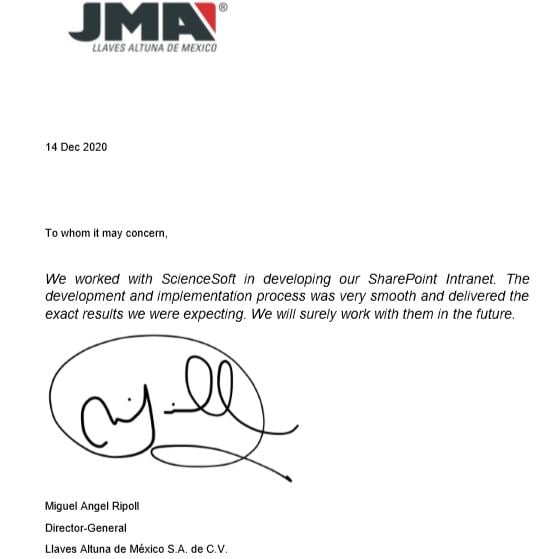 JMA®
LLAVES ALTUNA DE MEXICO
14 Dec 2020
To whom it may concern,
We worked with ScienceSoft in developing our SharePoint Intranet. The
development and implementation process was very smooth and delivered the
exact results we were expecting. We will surely work with them in the future.
Miguel Angel Ripoll
Director-General
Llaves Altuna de México S.A. de C.V.